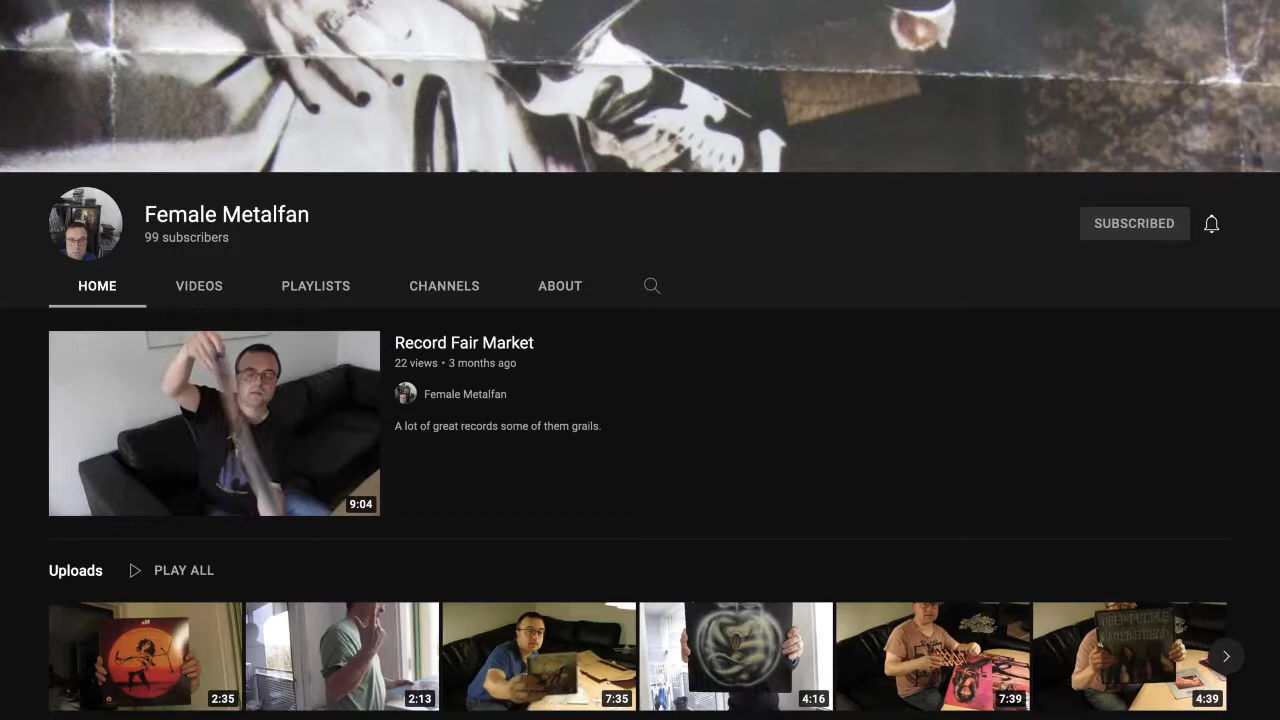 Female Metalfan
99 subscribers
SUBSCRIBED
HOME VIDEOS PLAYLISTS CHANNELS ABOUT
Record Fair Market
22 views • 3 months ago
Female Metalfan
A lot of great records some of them grails.
9:04
Uploads PLAY ALL
elf
2:35 2:13 7:35 4:16 7:39 4:39